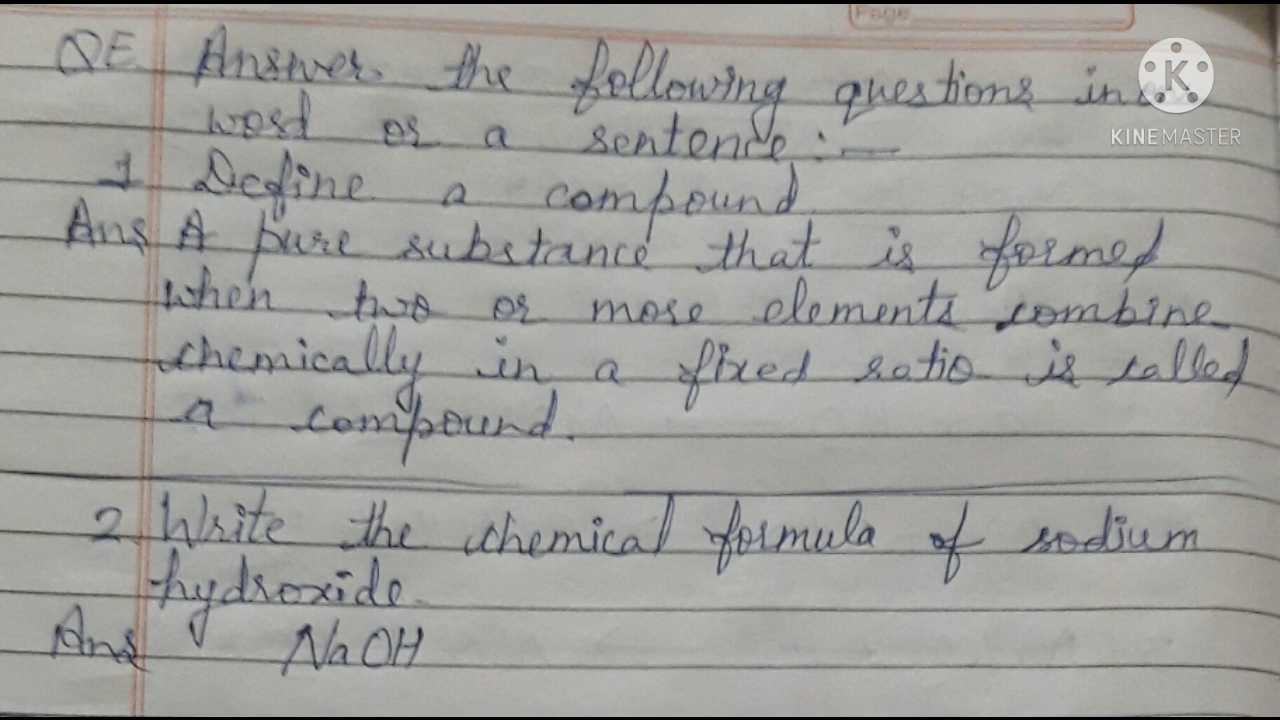 Page
QE Answer the following questions in a
KINEMASTER
word or a sentence :—
1 Define a compound.
Ans A pure substance that is formed
when two or more elements combine
chemically in a fixed ratio is called
a compound.
2 Write the chemical formula of sodium
hydroxide.
Ans NaOH